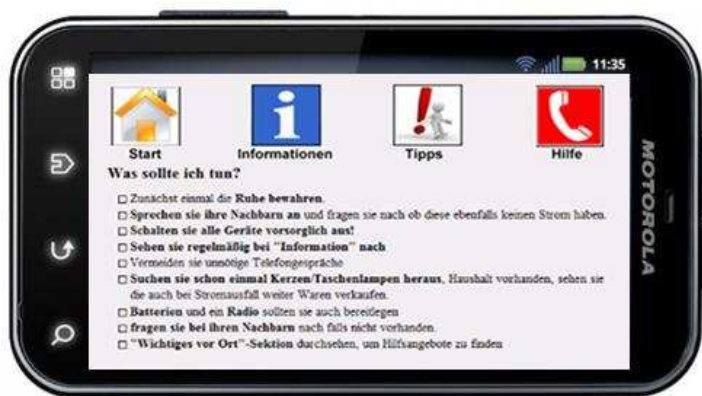 11:35
Start
Informationen
Tipps
Hilfe
Was sollte ich tun?
Zunächst einmal die Ruhe bewahren.
Sprechen sie ihre Nachbarn an und fragen sie nach ob diese ebenfalls keinen Strom haben.
Schalten sie alle Geräte vorsorglich aus!
Sehen sie regelmäßig bei "Information" nach
Vermeiden sie unnötige Telefongespräche
Suchen sie schon einmal Kerzen/Taschenlampen heraus, Haushalt vorhanden, sehen sie
die auch bei Stromausfall weiter Waren verkaufen.
Batterien und ein Radio sollten sie auch bereitlegen
fragen sie bei ihren Nachbarn nach falls nicht vorhanden.
"Wichtiges vor Ort"-Sektion durchsehen, um Hilfsangebote zu finden
MOTOROLA